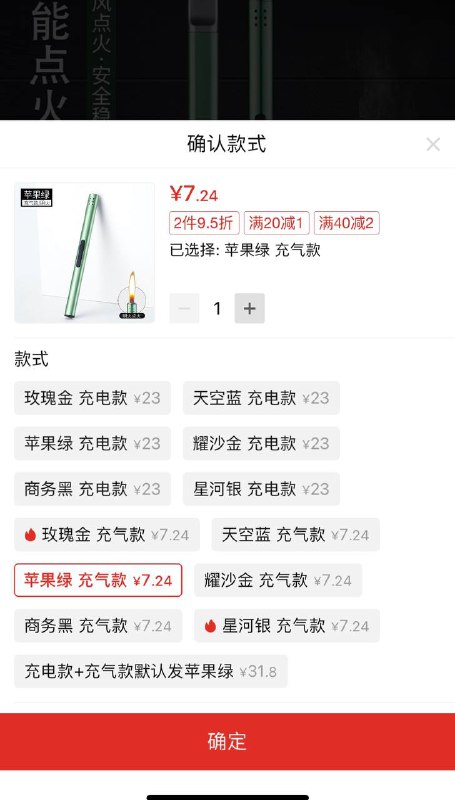 能点火
风点火·安全稳
确认款式
苹果绿
¥7.24
2件9.5折 满20减1 满40减2
已选择: 苹果绿 充气款
1
款式
玫瑰金 充电款 ¥23 天空蓝 充电款 ¥23
苹果绿 充电款 ¥23 耀沙金 充电款 ¥23
商务黑 充电款 ¥23 星河银 充电款 ¥23
玫瑰金 充气款 ¥7.24 天空蓝 充气款 ¥7.24
苹果绿 充气款 ¥7.24 耀沙金 充气款 ¥7.24
商务黑 充气款 ¥7.24 星河银 充气款 ¥7.24
充电款+充气款默认发苹果绿 ¥31.8
确定